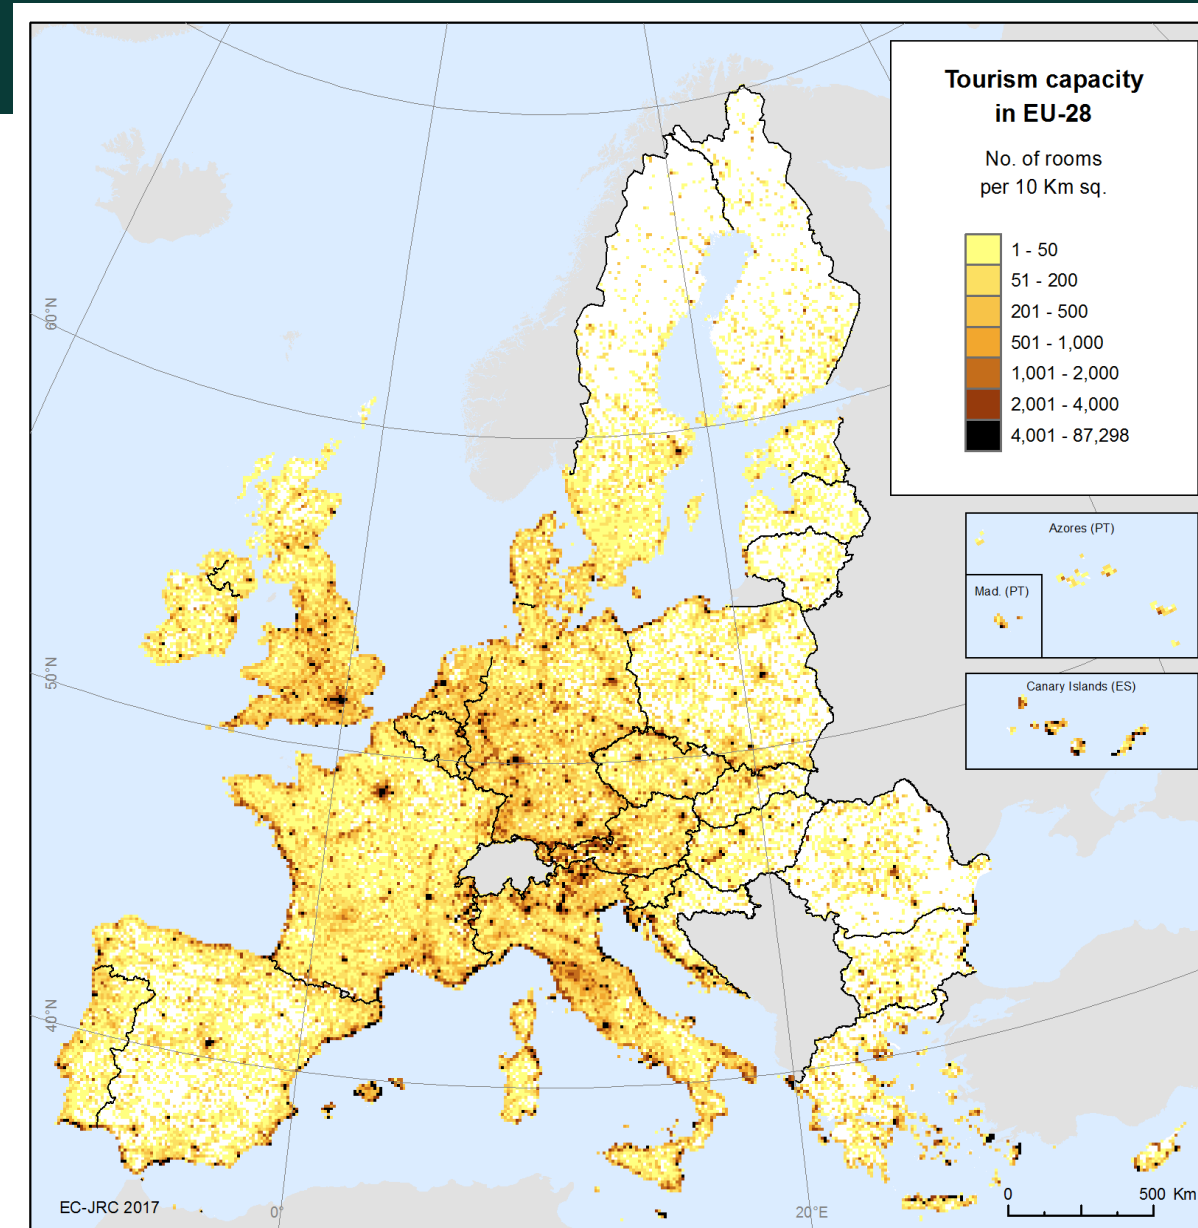 Tourism capacity
in EU-28
No. of rooms
per 10 Km sq.
1 - 50
51 - 200
201 - 500
501 - 1,000
1,001 - 2,000
2,001 - 4,000
4,001 - 87,298
60°N
50°N
40°N
Azores (PT)
Mad. (PT)
Canary Islands (ES)
EC-JRC 2017
0°
20°E
0
500 Km